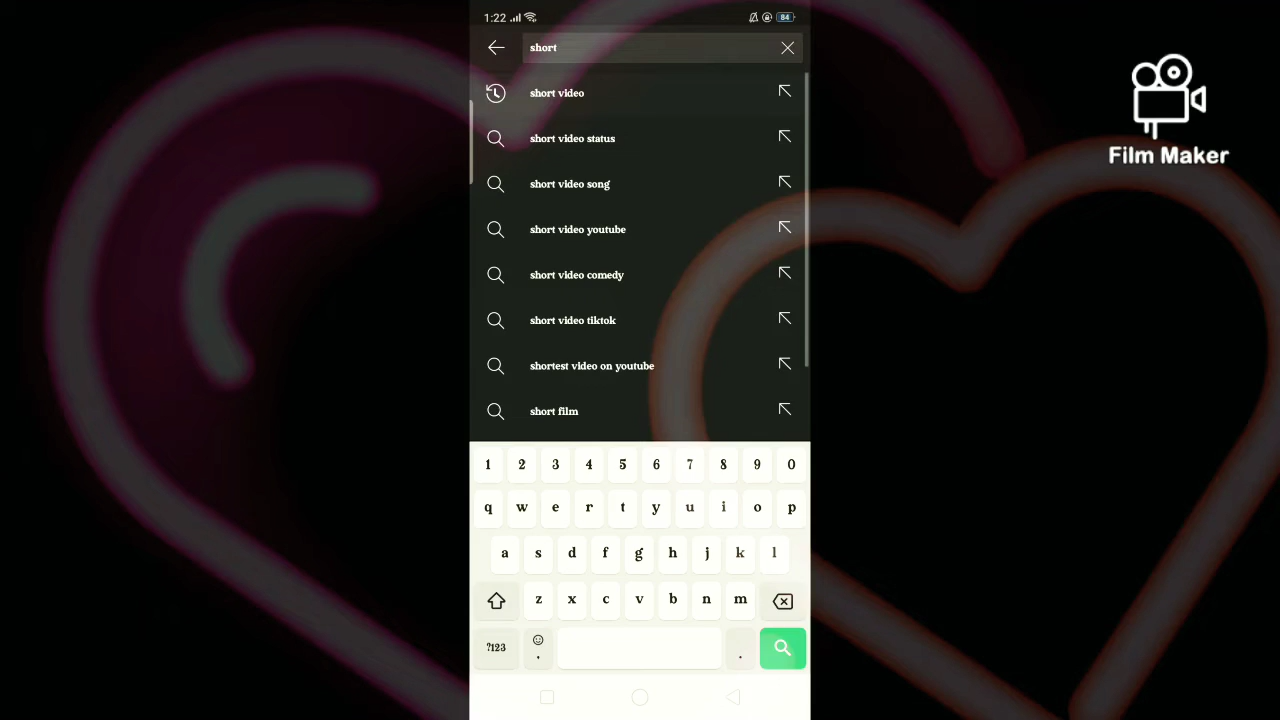 1:22
84
short
Film Maker
short video
short video status
short video song
short video youtube
short video comedy
short video tiktok
shortest video on youtube
short film
1 2 3 4 5 6 7 8 9 0
q w e r t y u i o p
a s d f g h j k l
z x c v b n m
?123 , .